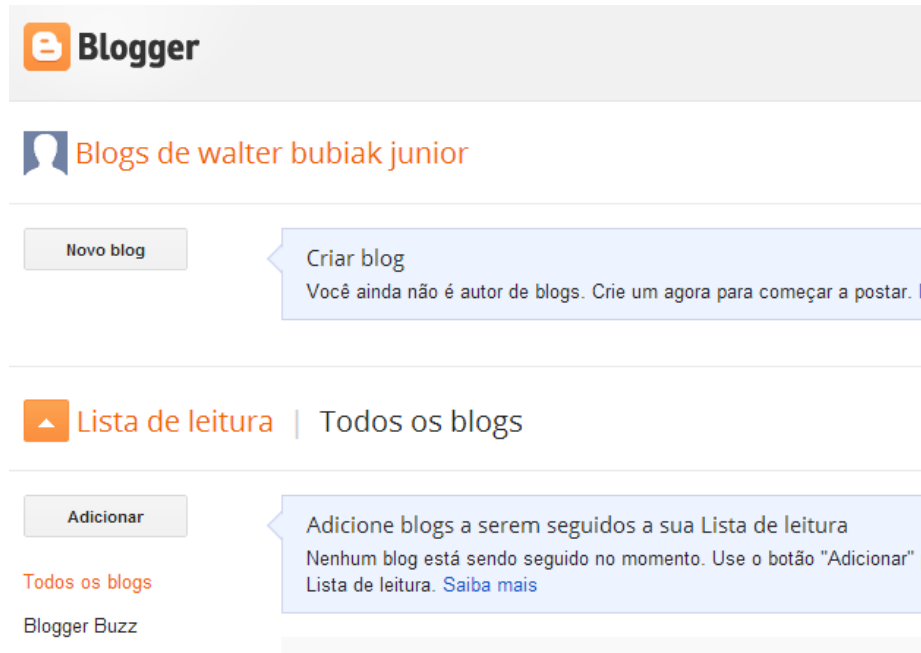 Blogger
Blogs de walter bubiak junior
Novo blog
Criar blog
Você ainda não é autor de blogs. Crie um agora para começar a postar.
Lista de leitura | Todos os blogs
Adicionar
Adicione blogs a serem seguidos a sua Lista de leitura
Nenhum blog está sendo seguido no momento. Use o botão "Adicionar"
Lista de leitura. Saiba mais
Todos os blogs
Blogger Buzz